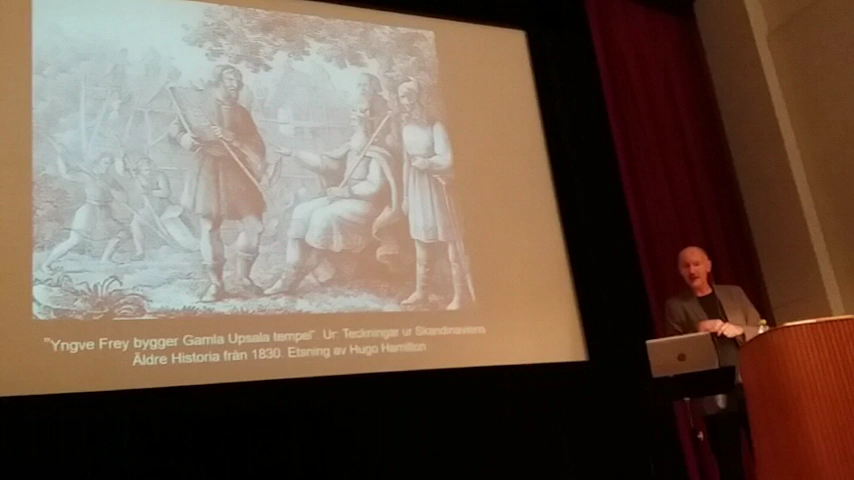 "Yngve Frey bygger Gamla Upsala tempel". Ur: Teckningar ur Skandinaviens
Äldre Historia från 1830. Etsning av Hugo Hamilton